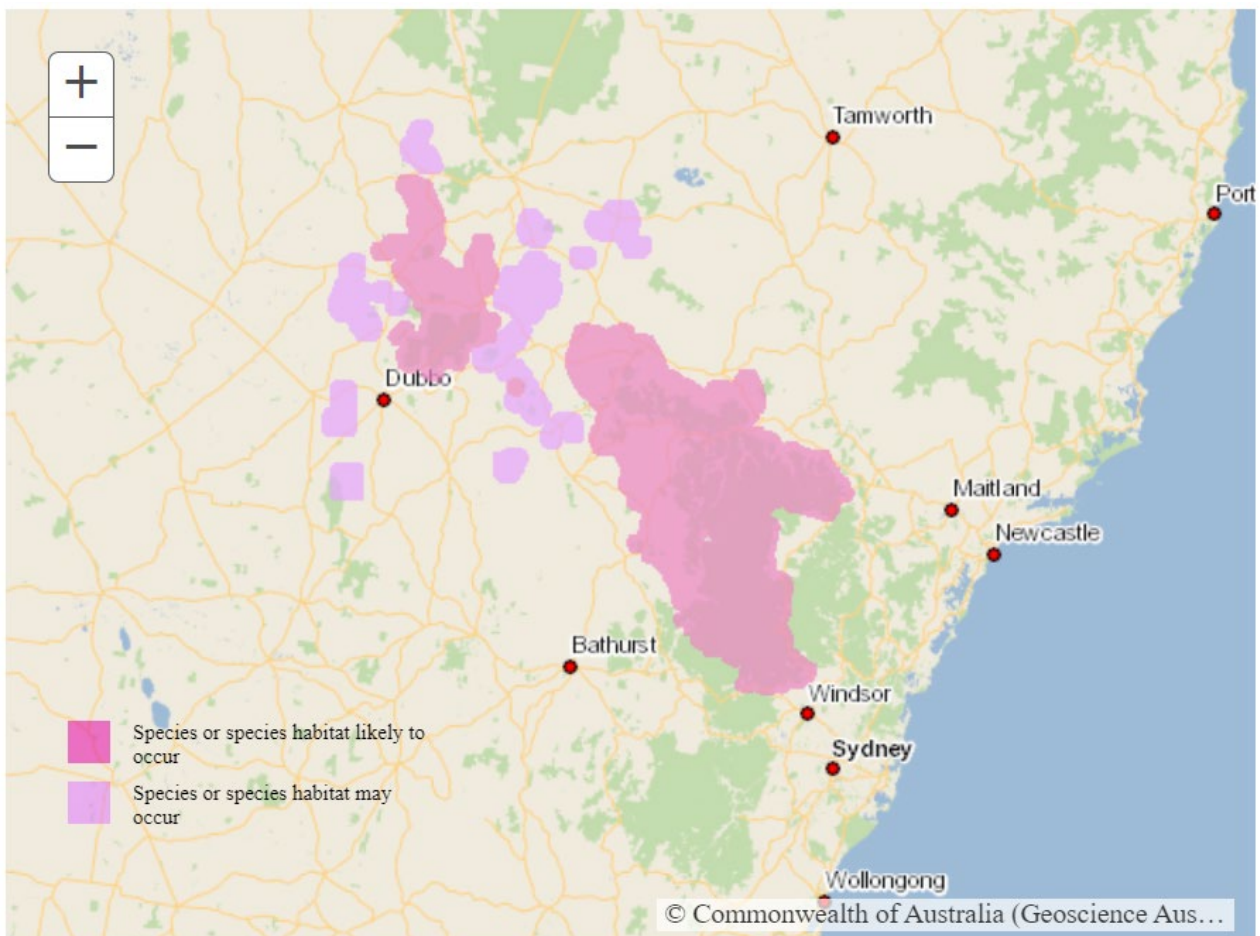 +
−
Tamworth
Port
Dubbo
Maitland
Newcastle
Bathurst
Windsor
Species or species habitat likely to
occur
Sydney
Species or species habitat may
occur
Wollongong
© Commonwealth of Australia (Geoscience Aus…